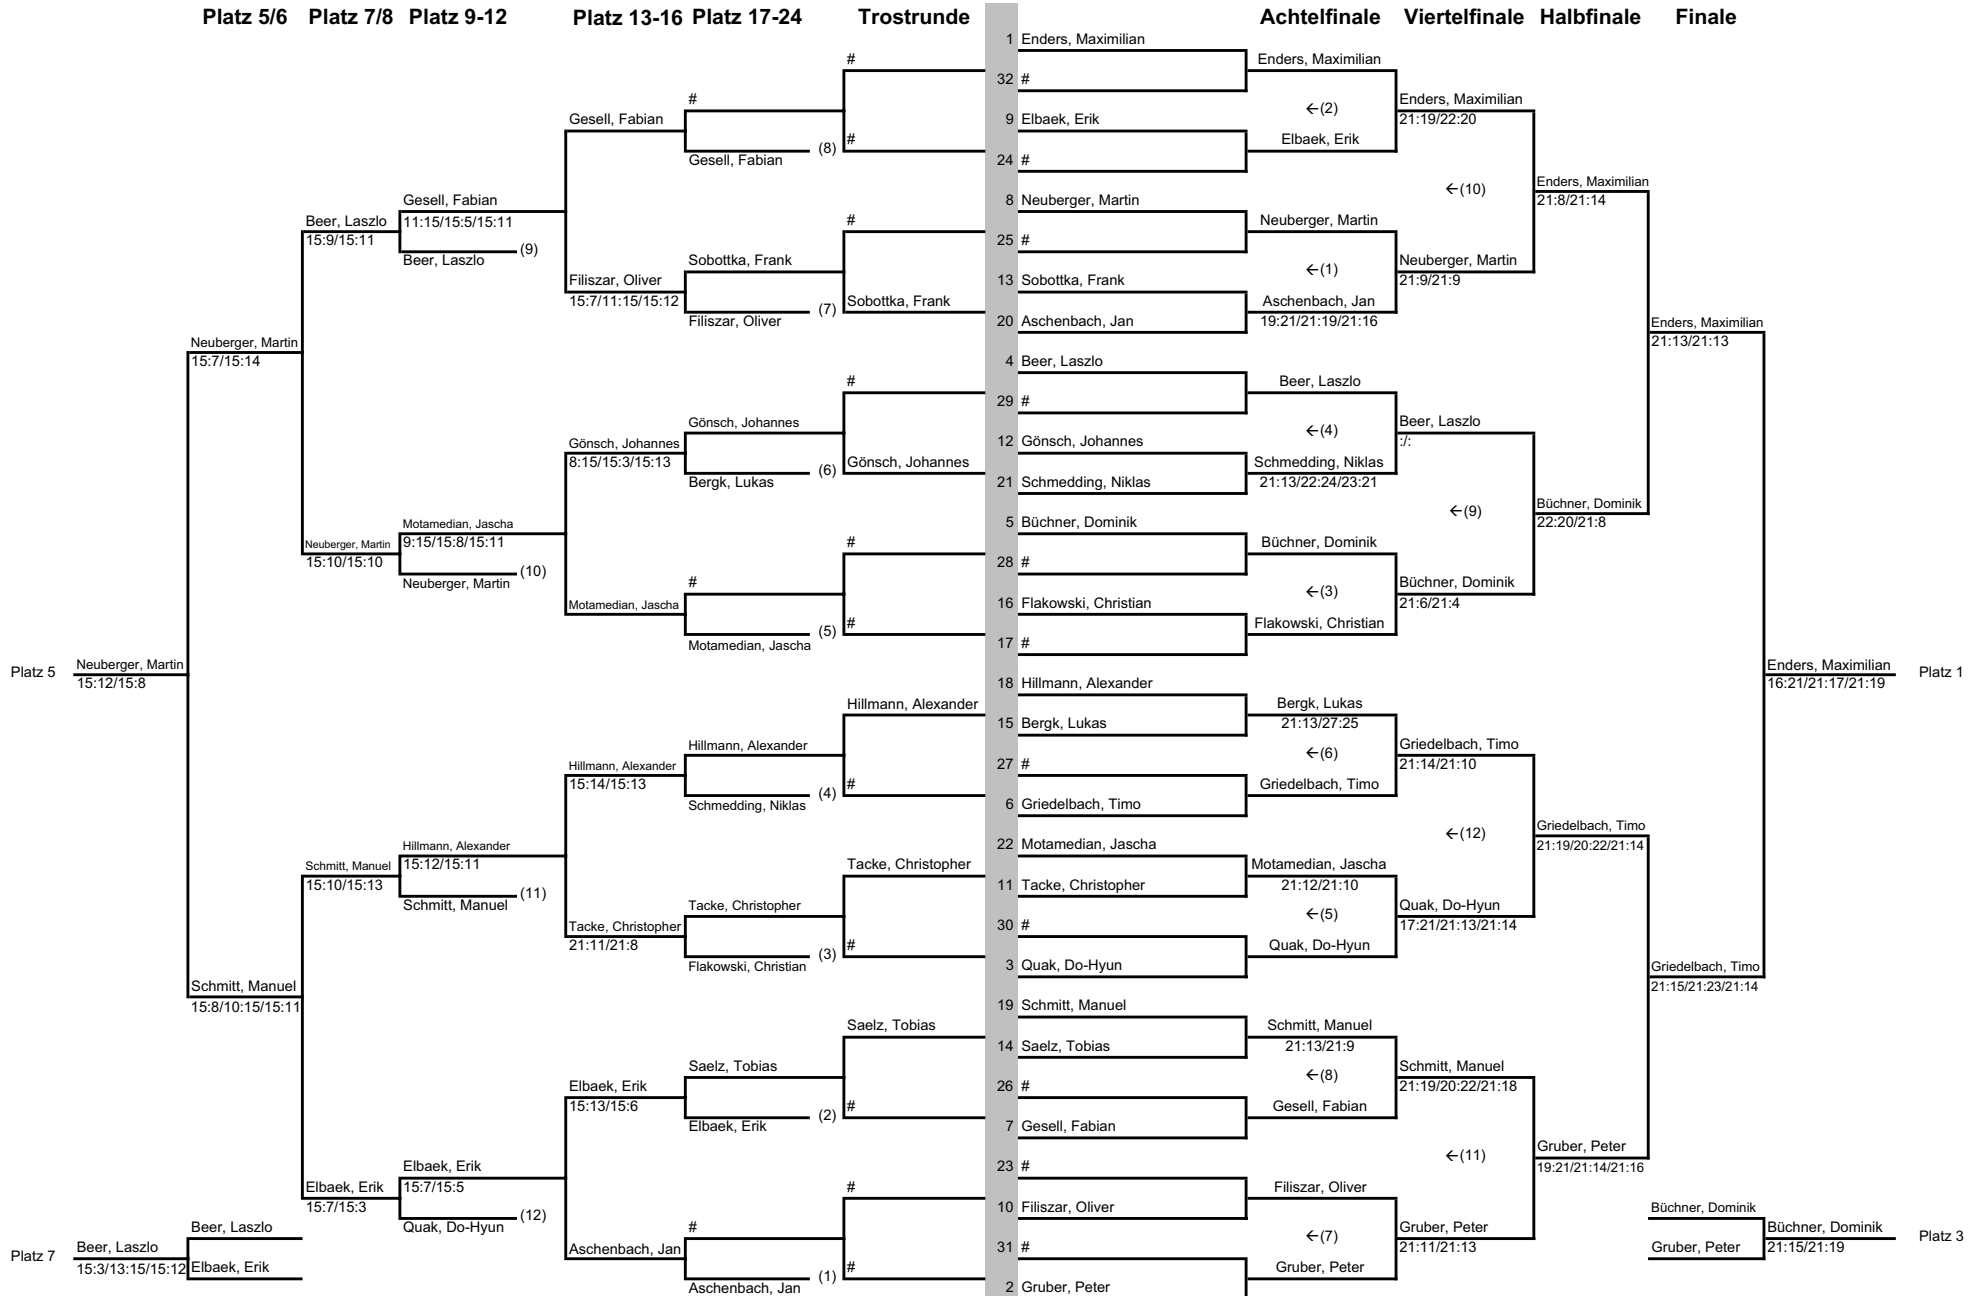 Platz 5/6 Platz 7/8 Platz 9-12 Platz 13-16 Platz 17-24 Trostrunde Achtelfinale Viertelfinale Halbfinale Finale
1 Enders, Maximilian
# Enders, Maximilian
32 #
# ←(2) Enders, Maximilian
Gesell, Fabian 9 Elbaek, Erik 21:19/22:20
# Elbaek, Erik
(8)
Gesell, Fabian 24 #
Enders, Maximilian
←(10)
Gesell, Fabian 8 Neuberger, Martin 21:8/21:14
Beer, Laszlo 11:15/15:5/15:11 # Neuberger, Martin
15:9/15:11 25 #
(9)
Beer, Laszlo Sobottka, Frank ←(1) Neuberger, Martin
Filiszar, Oliver 13 Sobottka, Frank 21:9/21:9
15:7/11:15/15:12 Sobottka, Frank Aschenbach, Jan
(7)
Filiszar, Oliver 20 Aschenbach, Jan 19:21/21:19/21:16
Enders, Maximilian
Neuberger, Martin 21:13/21:13
15:7/15:14 4 Beer, Laszlo
# Beer, Laszlo
29 #
Gönsch, Johannes ←(4) Beer, Laszlo
Gönsch, Johannes 12 Gönsch, Johannes :/:
8:15/15:3/15:13 Gönsch, Johannes Schmedding, Niklas
(6)
Bergk, Lukas 21 Schmedding, Niklas 21:13/22:24/23:21
Büchner, Dominik
←(9)
Motamedian, Jascha 5 Büchner, Dominik 22:20/21:8
Neuberger, Martin 9:15/15:8/15:11 # Büchner, Dominik
15:10/15:10 28 #
(10)
Neuberger, Martin # ←(3) Büchner, Dominik
Motamedian, Jascha 16 Flakowski, Christian 21:6/21:4
# Flakowski, Christian
(5)
Motamedian, Jascha 17 #
Platz 5 Neuberger, Martin Enders, Maximilian Platz 1
15:12/15:8 18 Hillmann, Alexander 16:21/21:17/21:19
Hillmann, Alexander Bergk, Lukas
15 Bergk, Lukas 21:13/27:25
Hillmann, Alexander ←(6) Griedelbach, Timo
Hillmann, Alexander 27 # 21:14/21:10
15:14/15:13 # Griedelbach, Timo
(4)
Schmedding, Niklas 6 Griedelbach, Timo
Griedelbach, Timo
←(12)
Hillmann, Alexander 22 Motamedian, Jascha 21:19/20:22/21:14
Schmitt, Manuel 15:12/15:11 Tacke, Christopher Motamedian, Jascha
15:10/15:13 11 Tacke, Christopher 21:12/21:10
(11)
Schmitt, Manuel Tacke, Christopher ←(5) Quak, Do-Hyun
Tacke, Christopher 30 # 17:21/21:13/21:14
21:11/21:8 # Quak, Do-Hyun
(3)
Flakowski, Christian 3 Quak, Do-Hyun
Griedelbach, Timo
Schmitt, Manuel 21:15/21:23/21:14
15:8/10:15/15:11 19 Schmitt, Manuel
Saelz, Tobias Schmitt, Manuel
14 Saelz, Tobias 21:13/21:9
Saelz, Tobias ←(8) Schmitt, Manuel
Elbaek, Erik 26 # 21:19/20:22/21:18
15:13/15:6 # Gesell, Fabian
(2)
Elbaek, Erik 7 Gesell, Fabian
Gruber, Peter
←(11)
Elbaek, Erik 23 # 19:21/21:14/21:16
Elbaek, Erik 15:7/15:5 # Filiszar, Oliver
15:7/15:3 10 Filiszar, Oliver Büchner, Dominik
(12)
Beer, Laszlo Quak, Do-Hyun # ←(7) Gruber, Peter Büchner, Dominik Platz 3
Platz 7 Beer, Laszlo Aschenbach, Jan 31 # 21:11/21:13 Gruber, Peter 21:15/21:19
15:3/13:15/15:12 Elbaek, Erik # Gruber, Peter
(1)
Aschenbach, Jan 2 Gruber, Peter